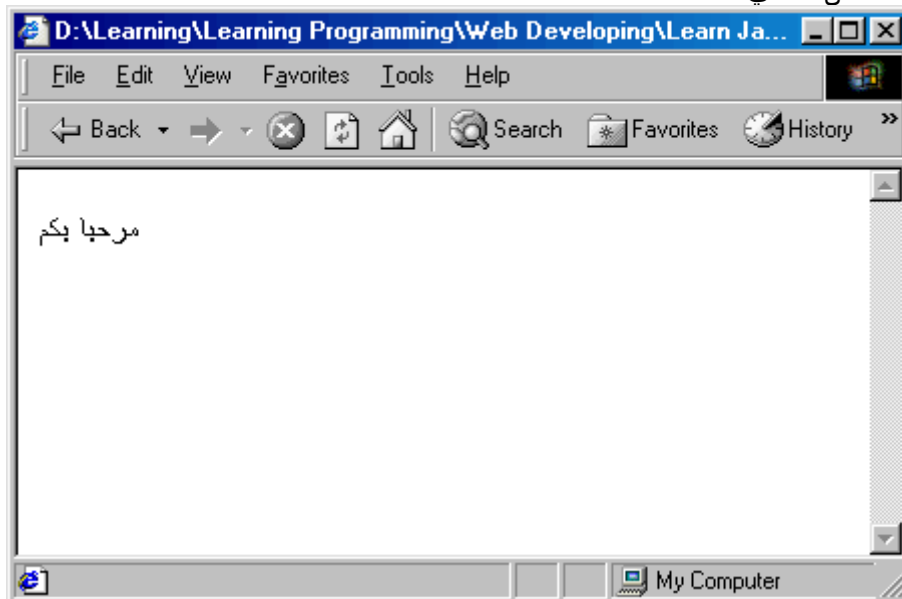 D:\Learning\Learning Programming\Web Developing\Learn Ja...
File Edit View Favorites Tools Help
Back Search Favorites History »
مرحبا بكم
My Computer